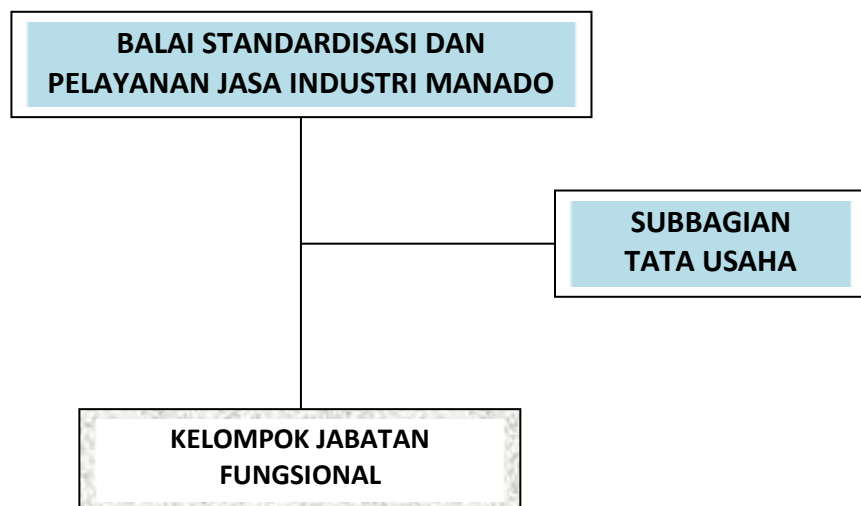 BALAI STANDARDISASI DAN
PELAYANAN JASA INDUSTRI MANADO
SUBBAGIAN
TATA USAHA
KELOMPOK JABATAN
FUNGSIONAL